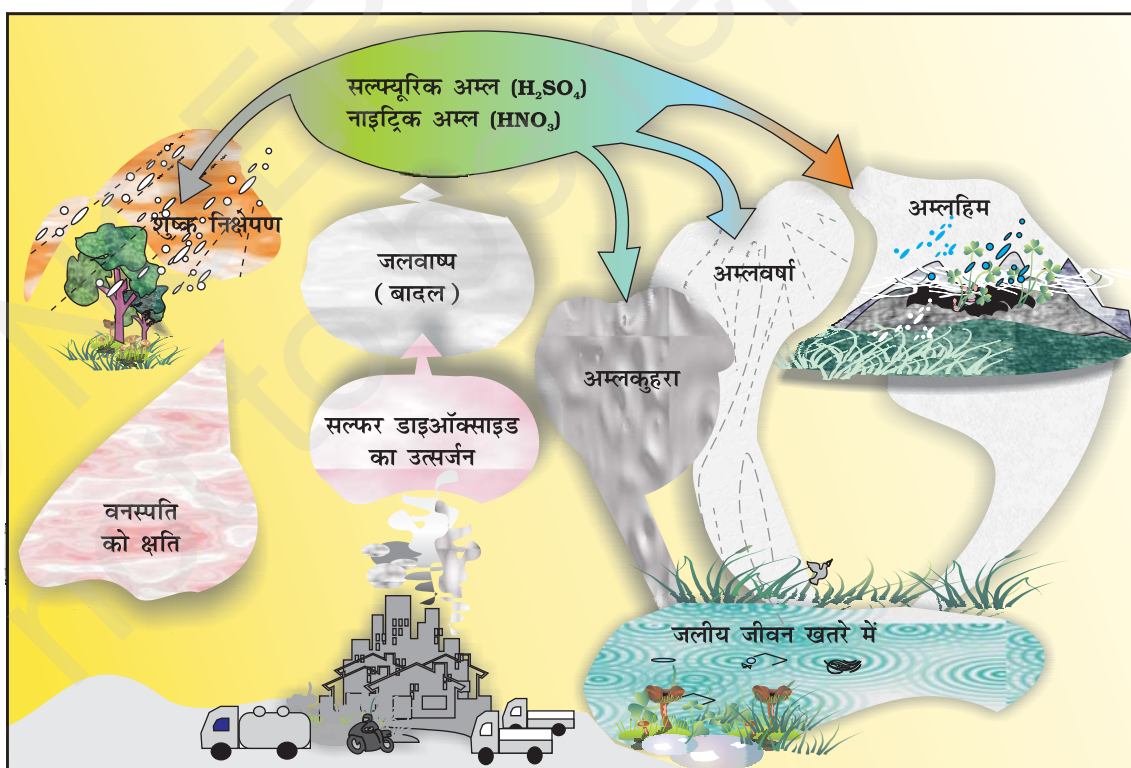 सल्फ्यूरिक अम्ल (H₂SO₄)
नाइट्रिक अम्ल (HNO₃)
शुष्क निक्षेपण
जलवाष्प
(बादल)
अम्लहिम
अम्लवर्षा
अम्लकुहरा
सल्फर डाइऑक्साइड
का उत्सर्जन
वनस्पति
को क्षति
जलीय जीवन खतरे में